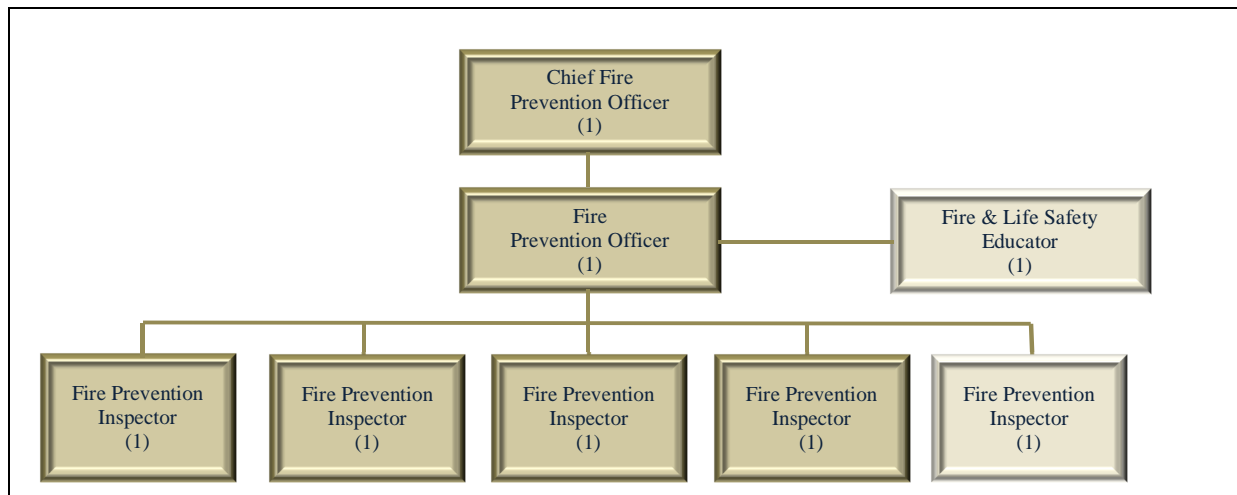 Chief Fire
Prevention Officer
(1)
Fire
Prevention Officer
(1)
Fire & Life Safety
Educator
(1)
Fire Prevention
Inspector
(1)
Fire Prevention
Inspector
(1)
Fire Prevention
Inspector
(1)
Fire Prevention
Inspector
(1)
Fire Prevention
Inspector
(1)